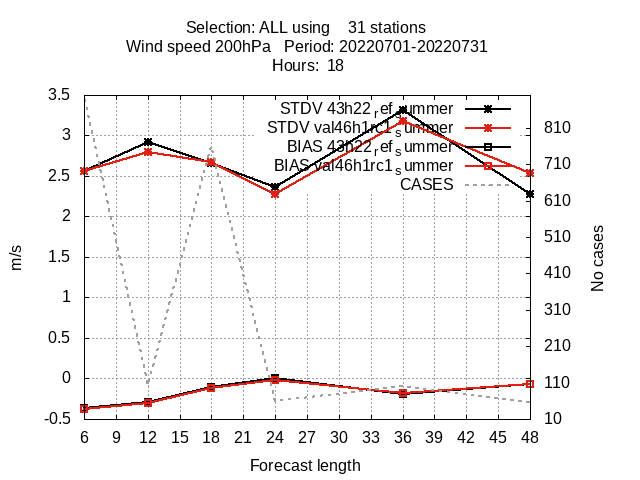 Selection: ALL using 31 stations
Wind speed 200hPa Period: 20220701-20220731
Hours: 18
3.5
3
2.5
2
1.5
1
0.5
0
-0.5
m/s
STDV 43h22_ref_summer
STDV val46h1rc1_summer
BIAS 43h22_ref_summer
BIAS val46h1rc1_summer
CASES
810
710
610
510
410
310
210
110
10
No cases
6 9 12 15 18 21 24 27 30 33 36 39 42 45 48
Forecast length